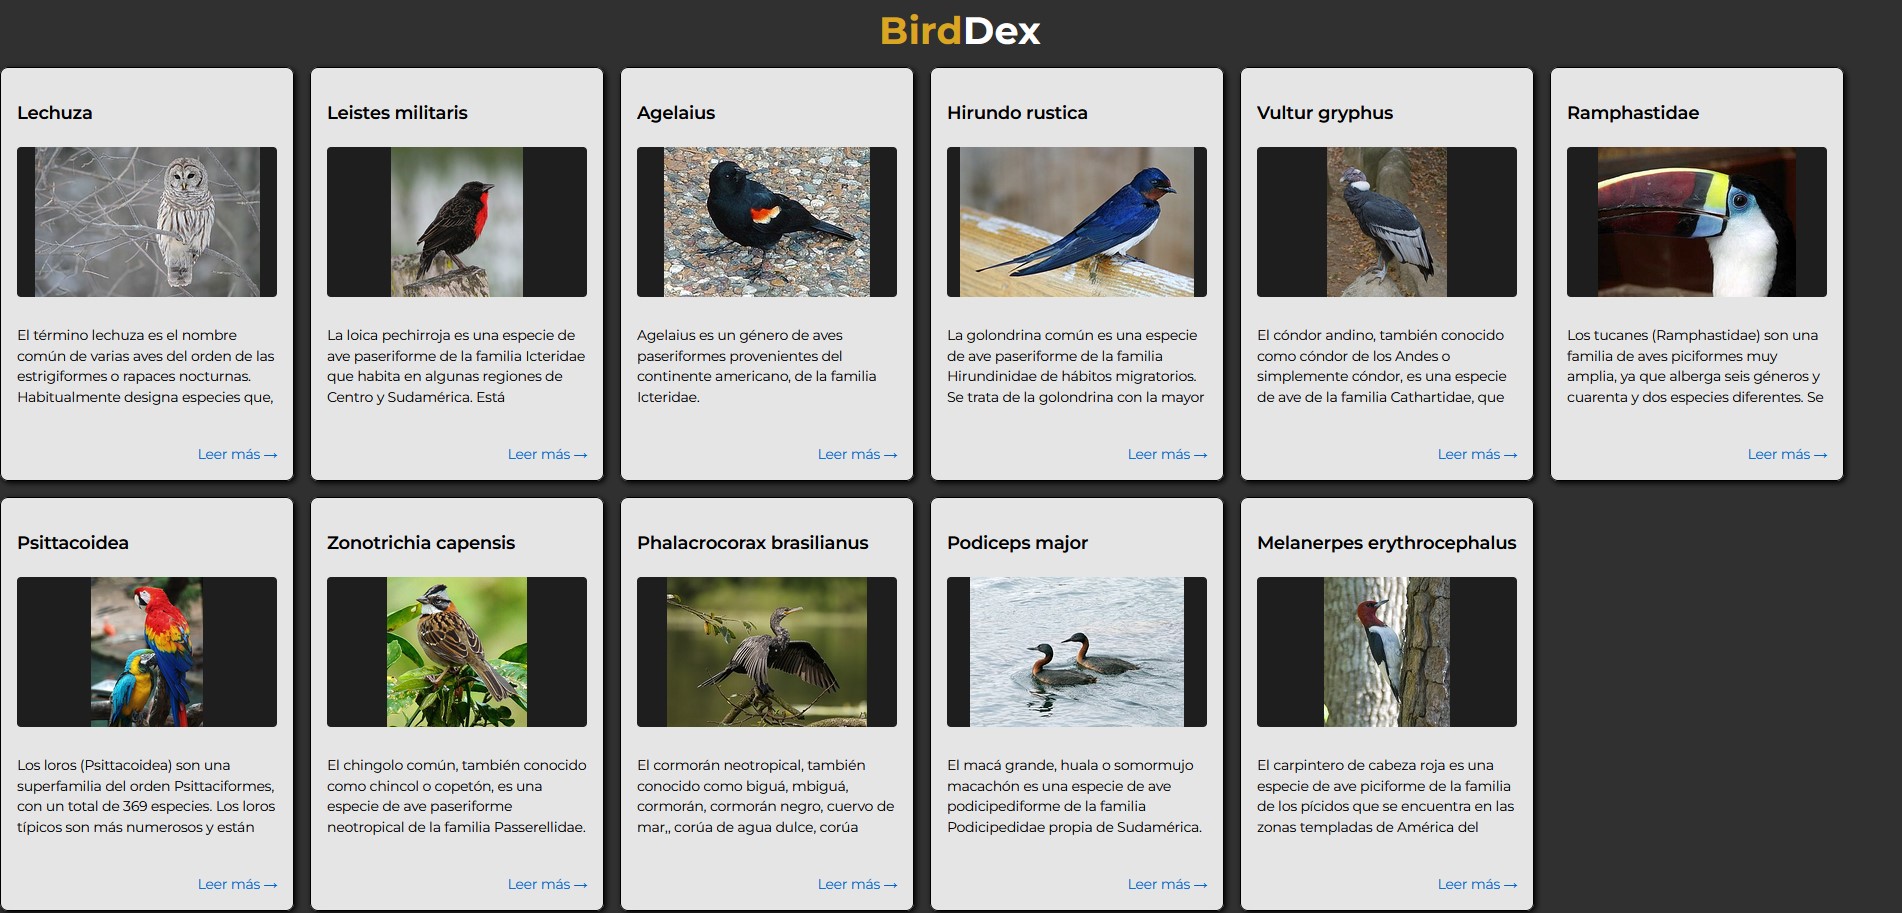 BirdDex
Lechuza
El término lechuza es el nombre
común de varias aves del orden de las
estrigiformes o rapaces nocturnas.
Habitualmente designa especies que,
Leer más →
Leistes militaris
La loica pechirroja es una especie de
ave paseriforme de la familia Icteridae
que habita en algunas regiones de
Centro y Sudamérica. Está
Leer más →
Agelaius
Agelaius es un género de aves
paseriformes provenientes del
continente americano, de la familia
Icteridae.
Leer más →
Hirundo rustica
La golondrina común es una especie
de ave paseriforme de la familia
Hirundinidae de hábitos migratorios.
Se trata de la golondrina con la mayor
Leer más →
Vultur gryphus
El cóndor andino, también conocido
como cóndor de los Andes o
simplemente cóndor, es una especie
de ave de la familia Cathartidae, que
Leer más →
Ramphastidae
Los tucanes (Ramphastidae) son una
familia de aves piciformes muy
amplia, ya que alberga seis géneros y
cuarenta y dos especies diferentes. Se
Leer más →
Psittacoidea
Los loros (Psittacoidea) son una
superfamilia del orden Psittaciformes,
con un total de 369 especies. Los loros
típicos son más numerosos y están
Leer más →
Zonotrichia capensis
El chingolo común, también conocido
como chincol o copetón, es una
especie de ave paseriforme
neotropical de la familia Passerellidae.
Leer más →
Phalacrocorax brasilianus
El cormorán neotropical, también
conocido como biguá, mbiguá,
cormorán, cormorán negro, cuervo de
mar,, corúa de agua dulce, corúa
Leer más →
Podiceps major
El macá grande, huala o somormujo
macachón es una especie de ave
podicipediforme de la familia
Podicipedidae propia de Sudamérica.
Leer más →
Melanerpes erythrocephalus
El carpintero de cabeza roja es una
especie de ave piciforme de la familia
de los pícidos que se encuentra en las
zonas templadas de América del
Leer más →